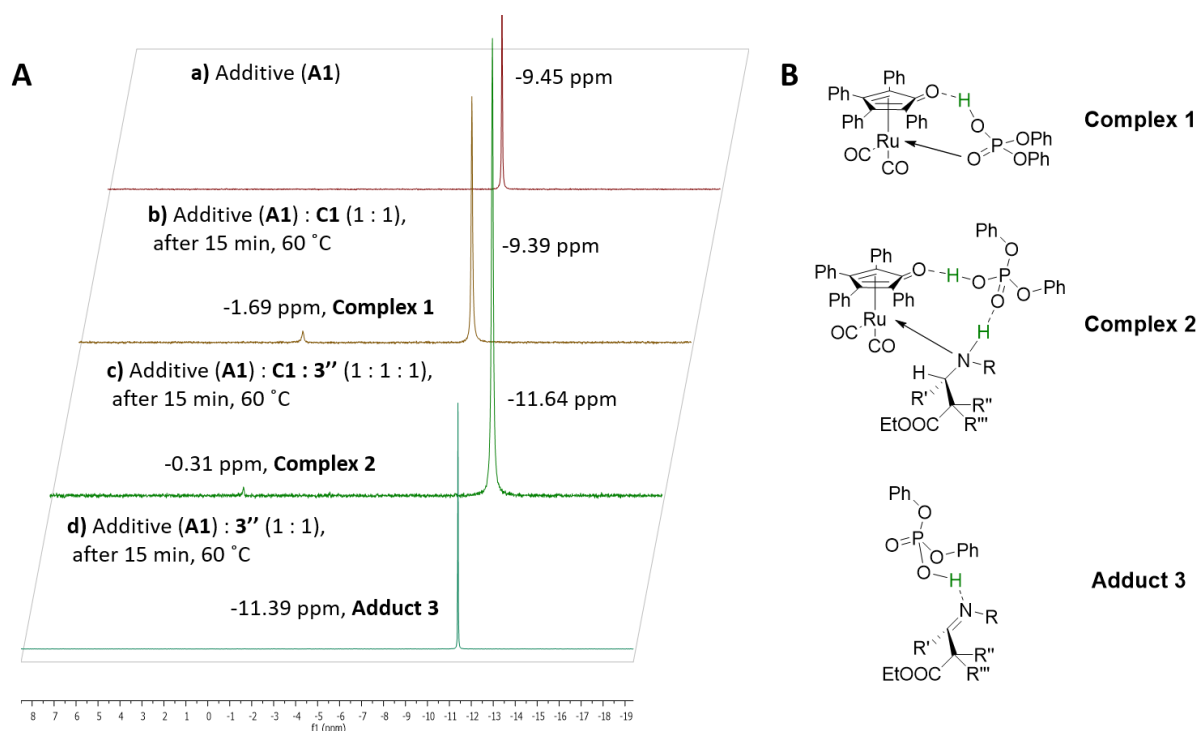 A
a) Additive (A1)
-9.45 ppm
b) Additive (A1) : C1 (1 : 1),
after 15 min, 60 ˚C
-9.39 ppm
-1.69 ppm, Complex 1
c) Additive (A1) : C1 : 3’’ (1 : 1 : 1),
after 15 min, 60 ˚C
-11.64 ppm
-0.31 ppm, Complex 2
d) Additive (A1) : 3’’ (1 : 1),
after 15 min, 60 ˚C
-11.39 ppm, Adduct 3
8 7 6 5 4 3 2 1 0 -1 -2 -3 -4 -5 -6 -7 -8 -9 -10 -11 -12 -13 -14 -15 -16 -17 -18 -19
f1 (ppm)
B
Ph
Ph
O
H
Ph
Ph
Ph
O
OPh
P
OPh
O
Ru
OC
CO
Complex 1
Ph
O
Ph
Ph
O
H
O
P
O
Ph
Ph
Ph
Ph
O
H
Ru
OC
CO
N
R
H
R'
R''
R'''
EtOOC
Complex 2
Ph
O
O
P
O
Ph
O
H
N
R
R'
R''
R'''
EtOOC
Adduct 3